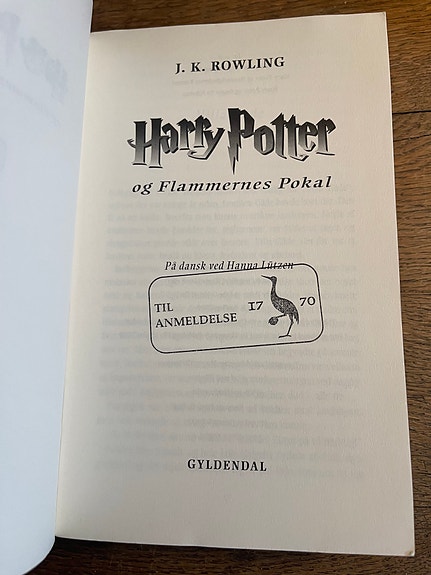 J. K. ROWLING
Harry Potter
og Flammernes Pokal
På dansk ved Hanna Lützen
TIL 17 70
ANMELDELSE
GYLDENDAL